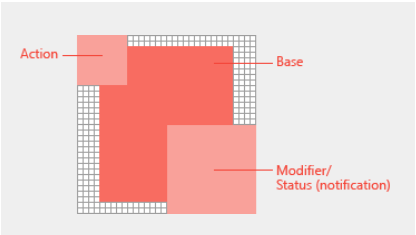 Action
Base
Modifier/
Status (notification)